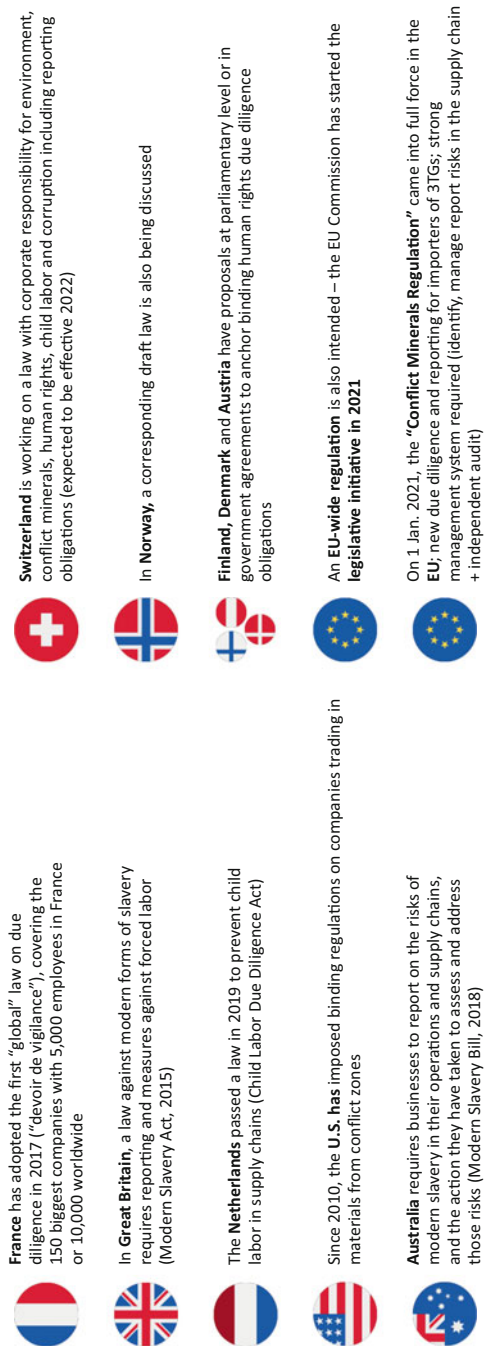 France has adopted the first “global” law on due
diligence in 2017 (“devoir de vigilance”), covering the
150 biggest companies with 5,000 employees in France
or 10,000 worldwide
In Great Britain, a law against modern forms of slavery
requires reporting and measures against forced labor
(Modern Slavery Act, 2015)
The Netherlands passed a law in 2019 to prevent child
labor in supply chains (Child Labor Due Diligence Act)
Since 2010, the U.S. has imposed binding regulations on companies trading in
materials from conflict zones
Australia requires businesses to report on the risks of
modern slavery in their operations and supply chains,
and the action they have taken to assess and address
those risks (Modern Slavery Bill, 2018)
Switzerland is working on a law with corporate responsibility for environment,
conflict minerals, human rights, child labor and corruption including reporting
obligations (expected to be effective 2022)
In Norway, a corresponding draft law is also being discussed
Finland, Denmark and Austria have proposals at parliamentary level or in
government agreements to anchor binding human rights due diligence
obligations
An EU-wide regulation is also intended – the EU Commission has started the
legislative initiative in 2021
On 1 Jan. 2021, the “Conflict Minerals Regulation” came into full force in the
EU; new due diligence and reporting for importers of 3TGs; strong
management system required (identify, manage report risks in the supply chain
+ independent audit)